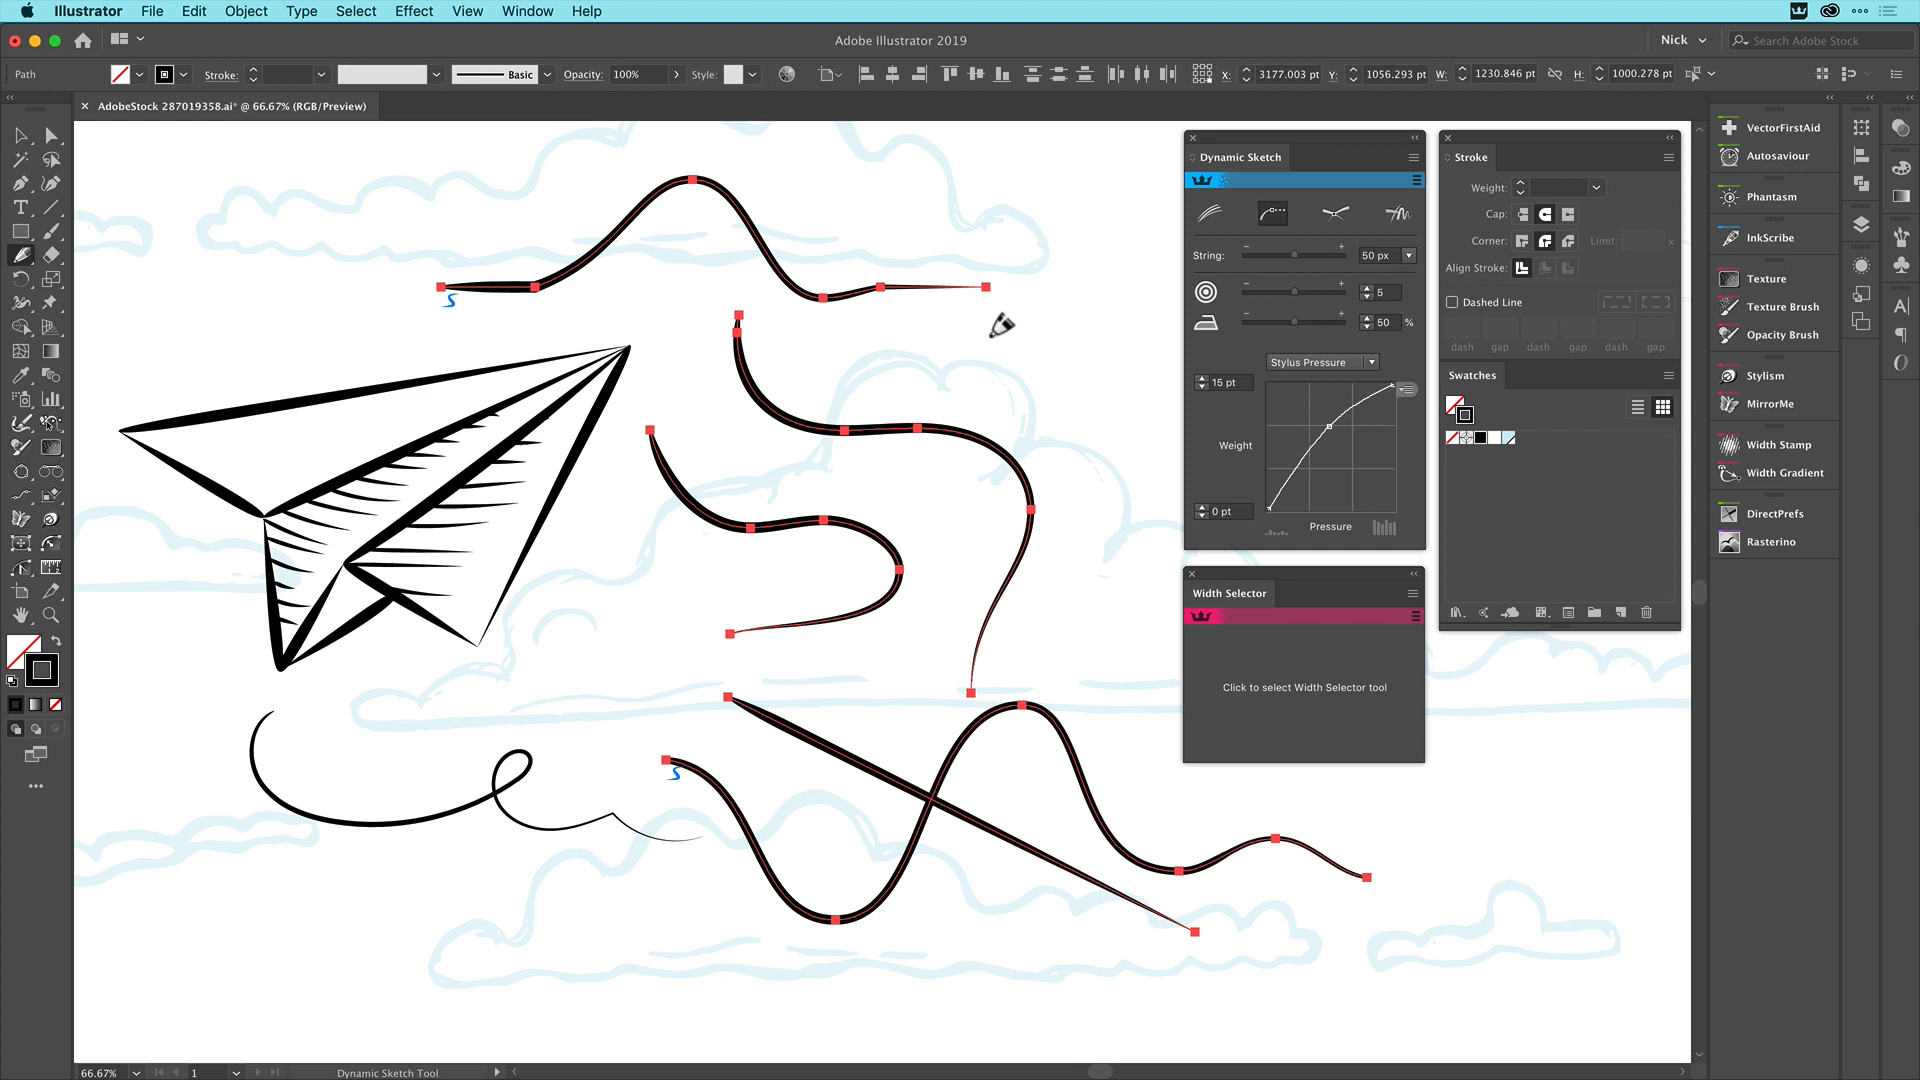 Illustrator File Edit Object Type Select Effect View Window Help
Adobe Illustrator 2019
Nick
Search Adobe Stock
Path
Stroke:
Basic
Opacity: 100%
Style:
X: 3177.003 pt
Y: 1056.293 pt
W: 1230.846 pt
H: 1000.278 pt
AdobeStock 287019358.ai* @ 66.67% (RGB/Preview)
Dynamic Sketch
String: 50 px
5
50 %
Stylus Pressure
15 pt
Weight
0 pt
Pressure
Width Selector
Click to select Width Selector tool
Stroke
Weight:
Cap:
Corner:
Limit: x
Align Stroke:
Dashed Line
dash gap dash gap dash gap
Swatches
VectorFirstAid
Autosaviour
Phantasm
InkScribe
Texture
Texture Brush
Opacity Brush
Stylism
MirrorMe
Width Stamp
Width Gradient
DirectPrefs
Rasterino
66.67%
1
Dynamic Sketch Tool